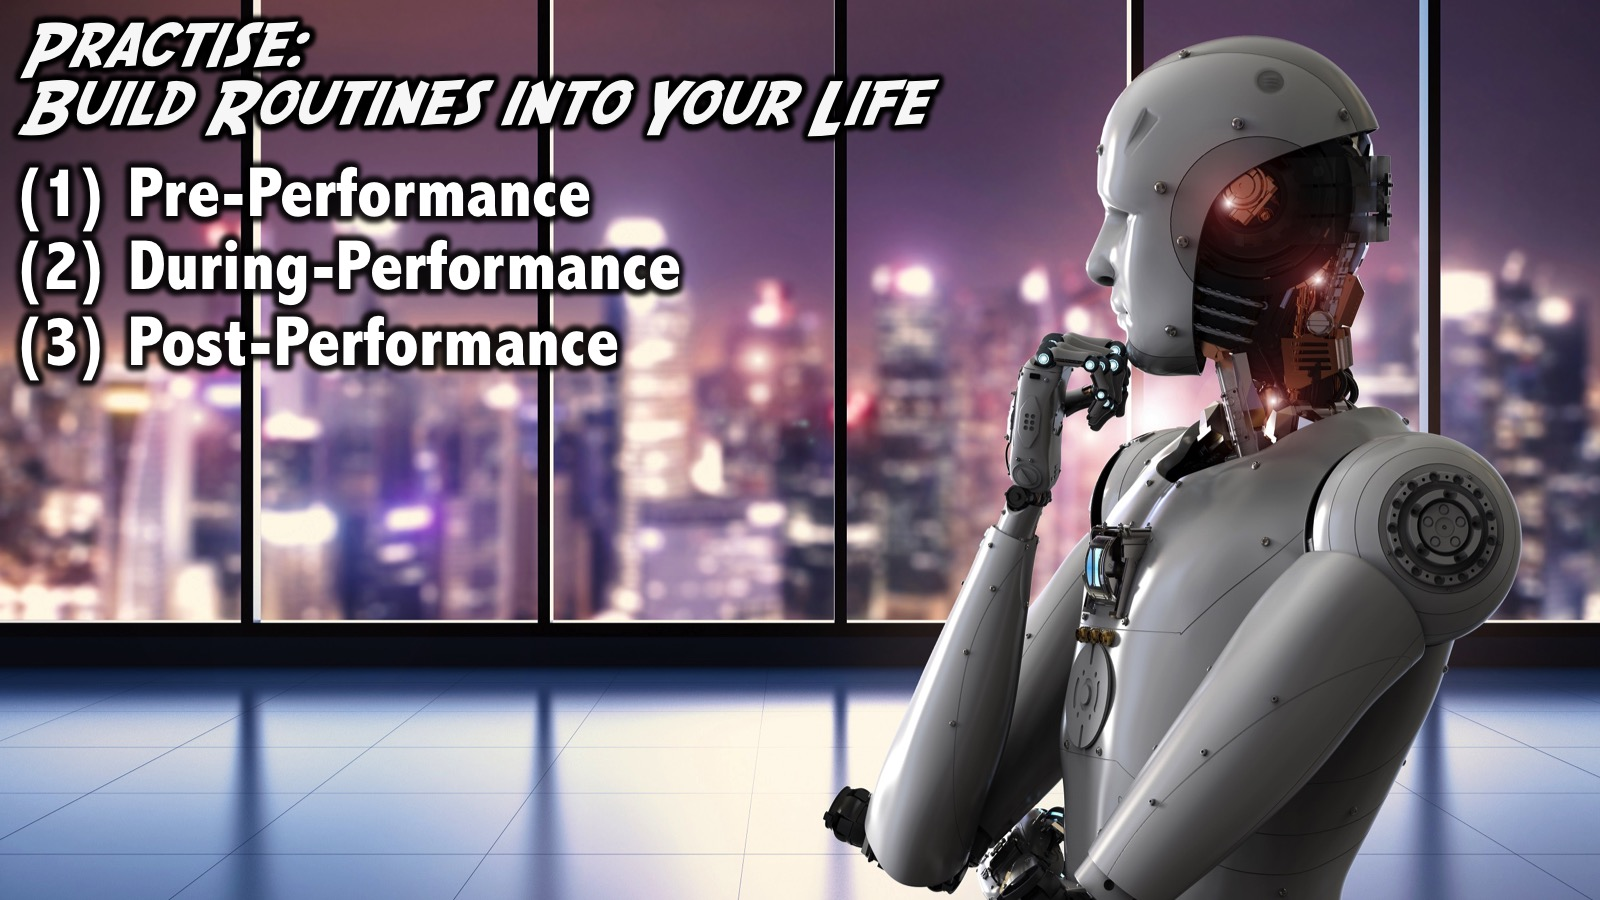 Practise:
Build Routines into Your Life
(1) Pre-Performance
(2) During-Performance
(3) Post-Performance